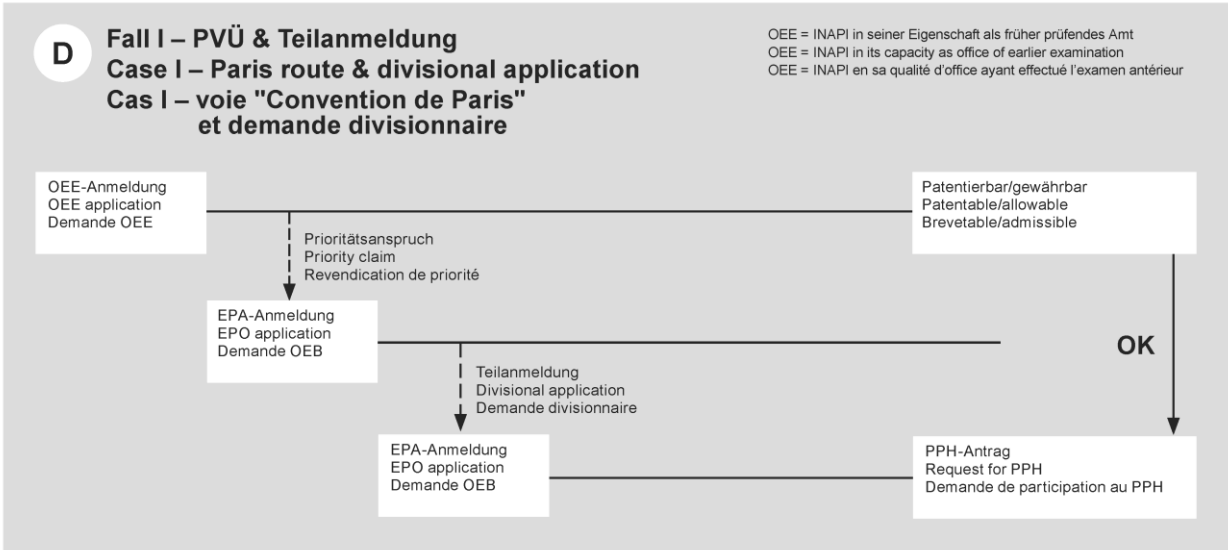 D
Fall I – PVÜ & Teilanmeldung
Case I – Paris route & divisional application
Cas I – voie "Convention de Paris"
et demande divisionnaire
OEE = INAPI in seiner Eigenschaft als früher prüfendes Amt
OEE = INAPI in its capacity as office of earlier examination
OEE = INAPI en sa qualité d'office ayant effectué l'examen antérieur
OEE-Anmeldung
OEE application
Demande OEE
Patentierbar/gewährbar
Patentable/allowable
Brevetable/admissible
Prioritätsanspruch
Priority claim
Revendication de priorité
EPA-Anmeldung
EPO application
Demande OEB
OK
Teilanmeldung
Divisional application
Demande divisionnaire
EPA-Anmeldung
EPO application
Demande OEB
PPH-Antrag
Request for PPH
Demande de participation au PPH